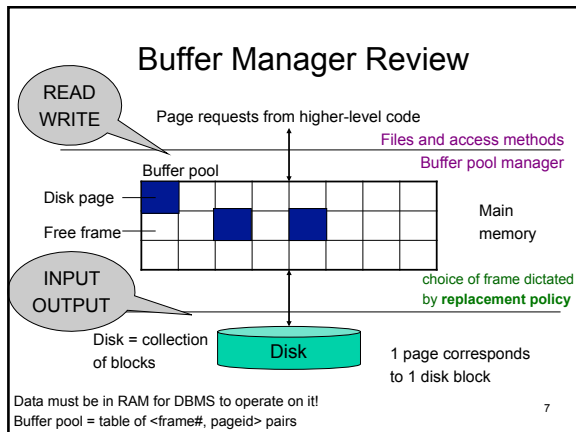 Buffer Manager Review
READ
WRITE
Page requests from higher-level code
Files and access methods
Buffer pool manager
Buffer pool
Disk page
Free frame
Main
memory
INPUT
OUTPUT
choice of frame dictated
by replacement policy
Disk = collection
of blocks
Disk
1 page corresponds
to 1 disk block
Data must be in RAM for DBMS to operate on it!
Buffer pool = table of <frame#, pageid> pairs
7